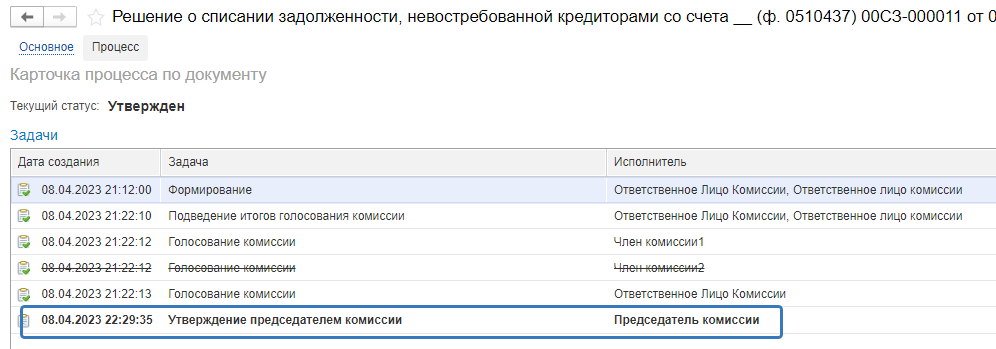 Решение о списании задолженности, невостребованной кредиторами со счета __ (ф. 0510437) 00СЗ-000011 от 0
Основное Процесс
Карточка процесса по документу
Текущий статус: Утвержден
Задачи
Дата создания Задача Исполнитель
08.04.2023 21:12:00 Формирование Ответственное Лицо Комиссии, Ответственное лицо комиссии
08.04.2023 21:22:10 Подведение итогов голосования комиссии Ответственное Лицо Комиссии, Ответственное лицо комиссии
08.04.2023 21:22:12 Голосование комиссии Член комиссии1
08.04.2023 21:22:12 Голосование комиссии Член комиссии2
08.04.2023 21:22:13 Голосование комиссии Ответственное Лицо Комиссии
08.04.2023 22:29:35 Утверждение председателем комиссии Председатель комиссии